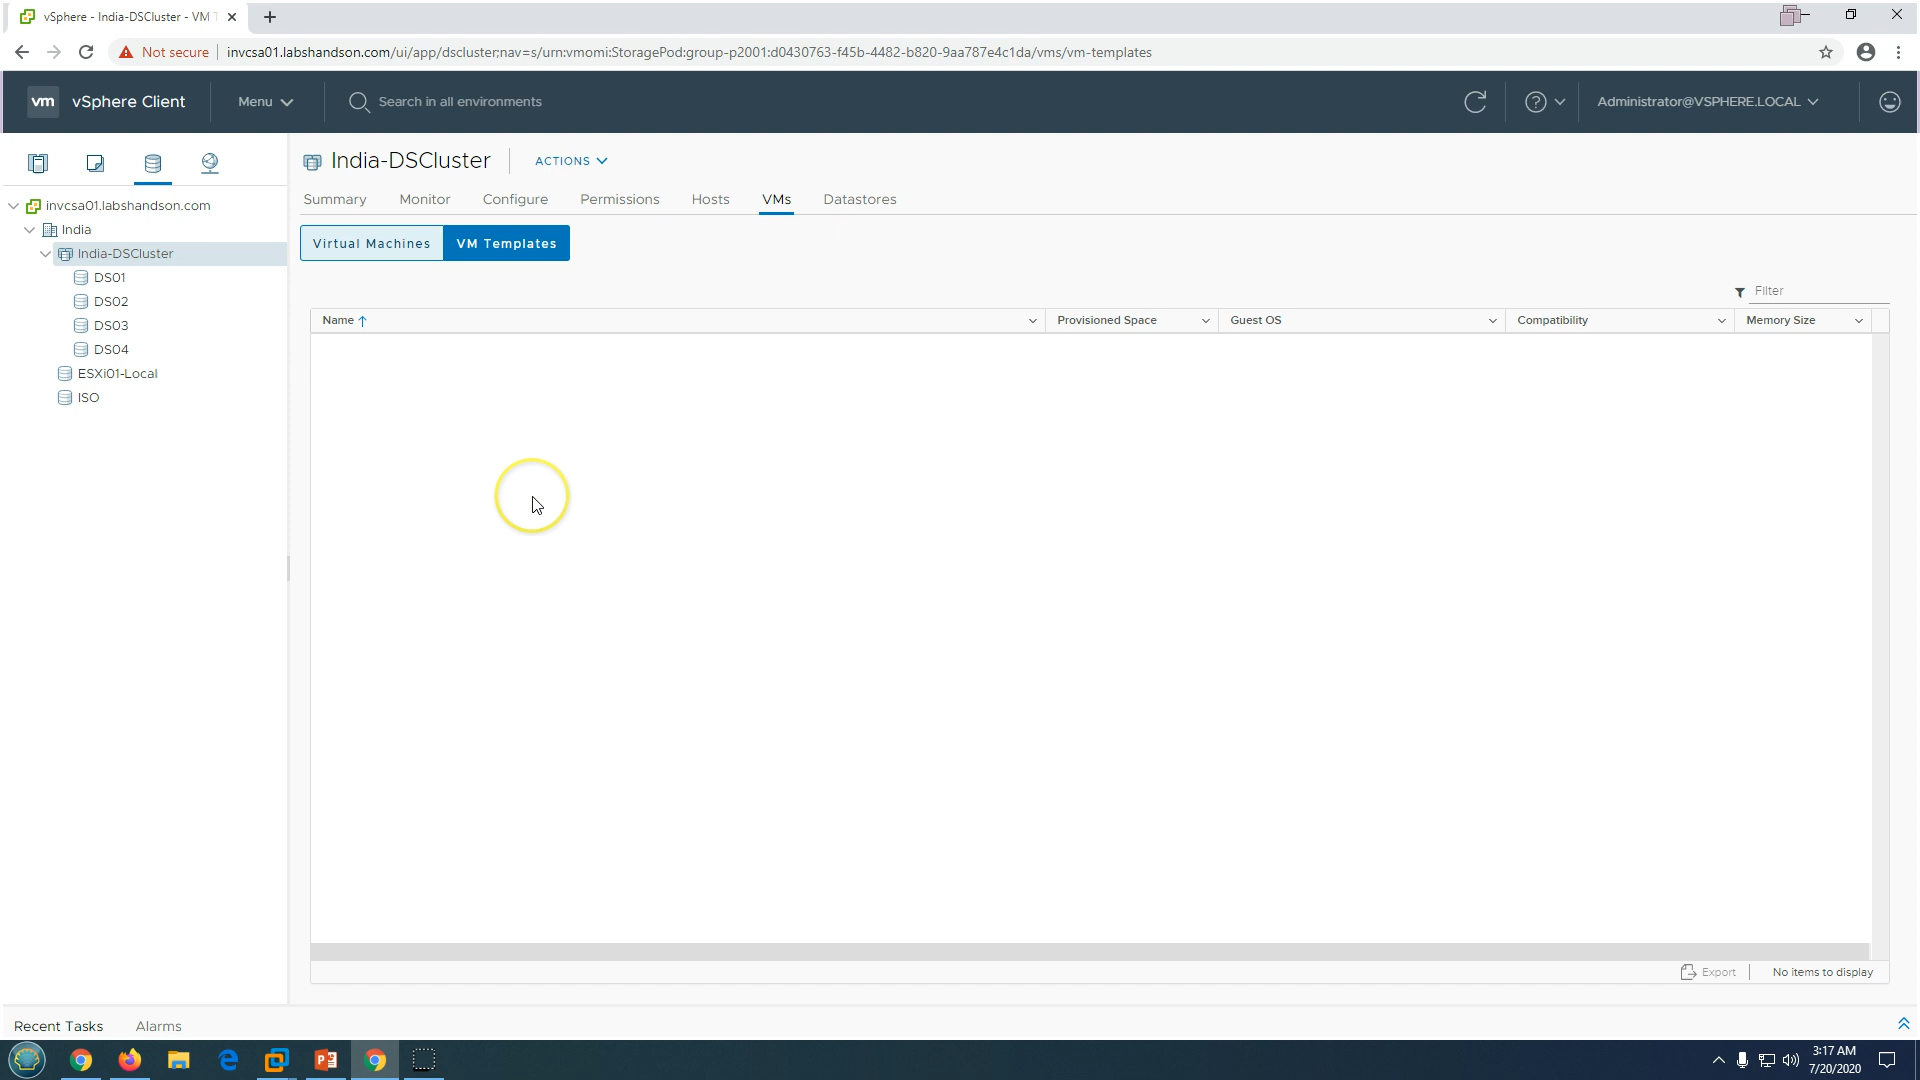 vSphere - India-DSCluster - VM T
Not secure
invcsa01.labshandson.com/ui/app/dscluster;nav=s/urn:vmomi:StoragePod:group-p2001:d0430763-f45b-4482-b820-9aa787e4c1da/vms/vm-templates
vm vSphere Client
Menu
Search in all environments
Administrator@VSPHERE.LOCAL
invcsa01.labshandson.com
India
India-DSCluster
DS01
DS02
DS03
DS04
ESXi01-Local
ISO
India-DSCluster
ACTIONS
Summary Monitor Configure Permissions Hosts VMs Datastores
Virtual Machines VM Templates
Filter
Name Provisioned Space Guest OS Compatibility Memory Size
Export No items to display
Recent Tasks Alarms
3:17 AM
7/20/2020